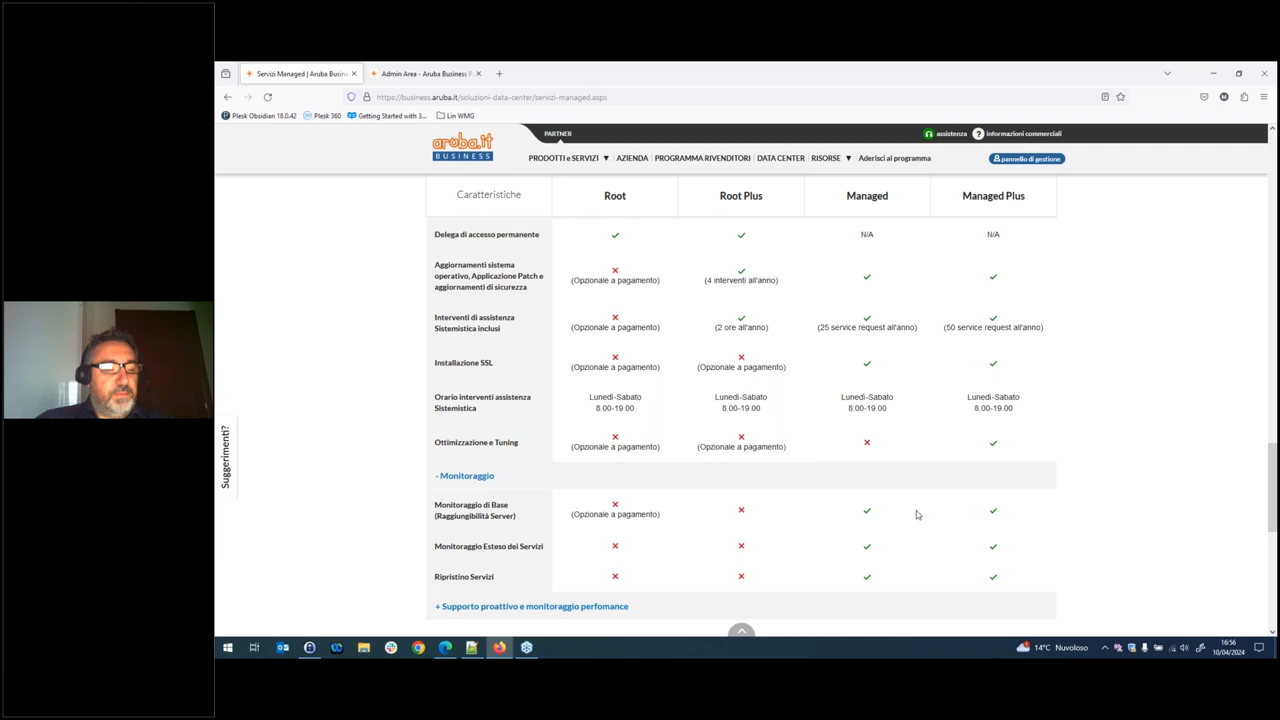 Servizi Managed | Aruba Busin
Admin Area - Aruba Business P
https://business.aruba.it/soluzioni-data-center/servizi-managed.aspx
Plesk Obsidian 18.0.42
Plesk 360
Getting Started with 3...
Lin WMG
aruba.it
BUSINESS
PARTNER
assistenza
informazioni commerciali
PRODOTTI e SERVIZI ▼
AZIENDA
PROGRAMMA RIVENDITORI
DATA CENTER
RISORSE ▼
Aderisci al programma
pannello di gestione
Caratteristiche
Root
Root Plus
Managed
Managed Plus
Delega di accesso permanente
N/A
N/A
Aggiornamenti sistema
operativo, Applicazione Patch e
aggiornamenti di sicurezza
(Opzionale a pagamento)
(4 interventi all'anno)
Interventi di assistenza
Sistemistica inclusi
(Opzionale a pagamento)
(2 ore all'anno)
(25 service request all'anno)
(50 service request all'anno)
Installazione SSL
(Opzionale a pagamento)
(Opzionale a pagamento)
Orario interventi assistenza
Sistemistica
Lunedì-Sabato
8.00-19.00
Lunedì-Sabato
8.00-19.00
Lunedì-Sabato
8.00-19.00
Lunedì-Sabato
8.00-19.00
Ottimizzazione e Tuning
(Opzionale a pagamento)
(Opzionale a pagamento)
- Monitoraggio
Monitoraggio di Base
(Raggiungibilità Server)
(Opzionale a pagamento)
Monitoraggio Esteso dei Servizi
Ripristino Servizi
+ Supporto proattivo e monitoraggio perfomance
Suggerimenti?
14°C Nuvoloso
16:56
10/04/2024